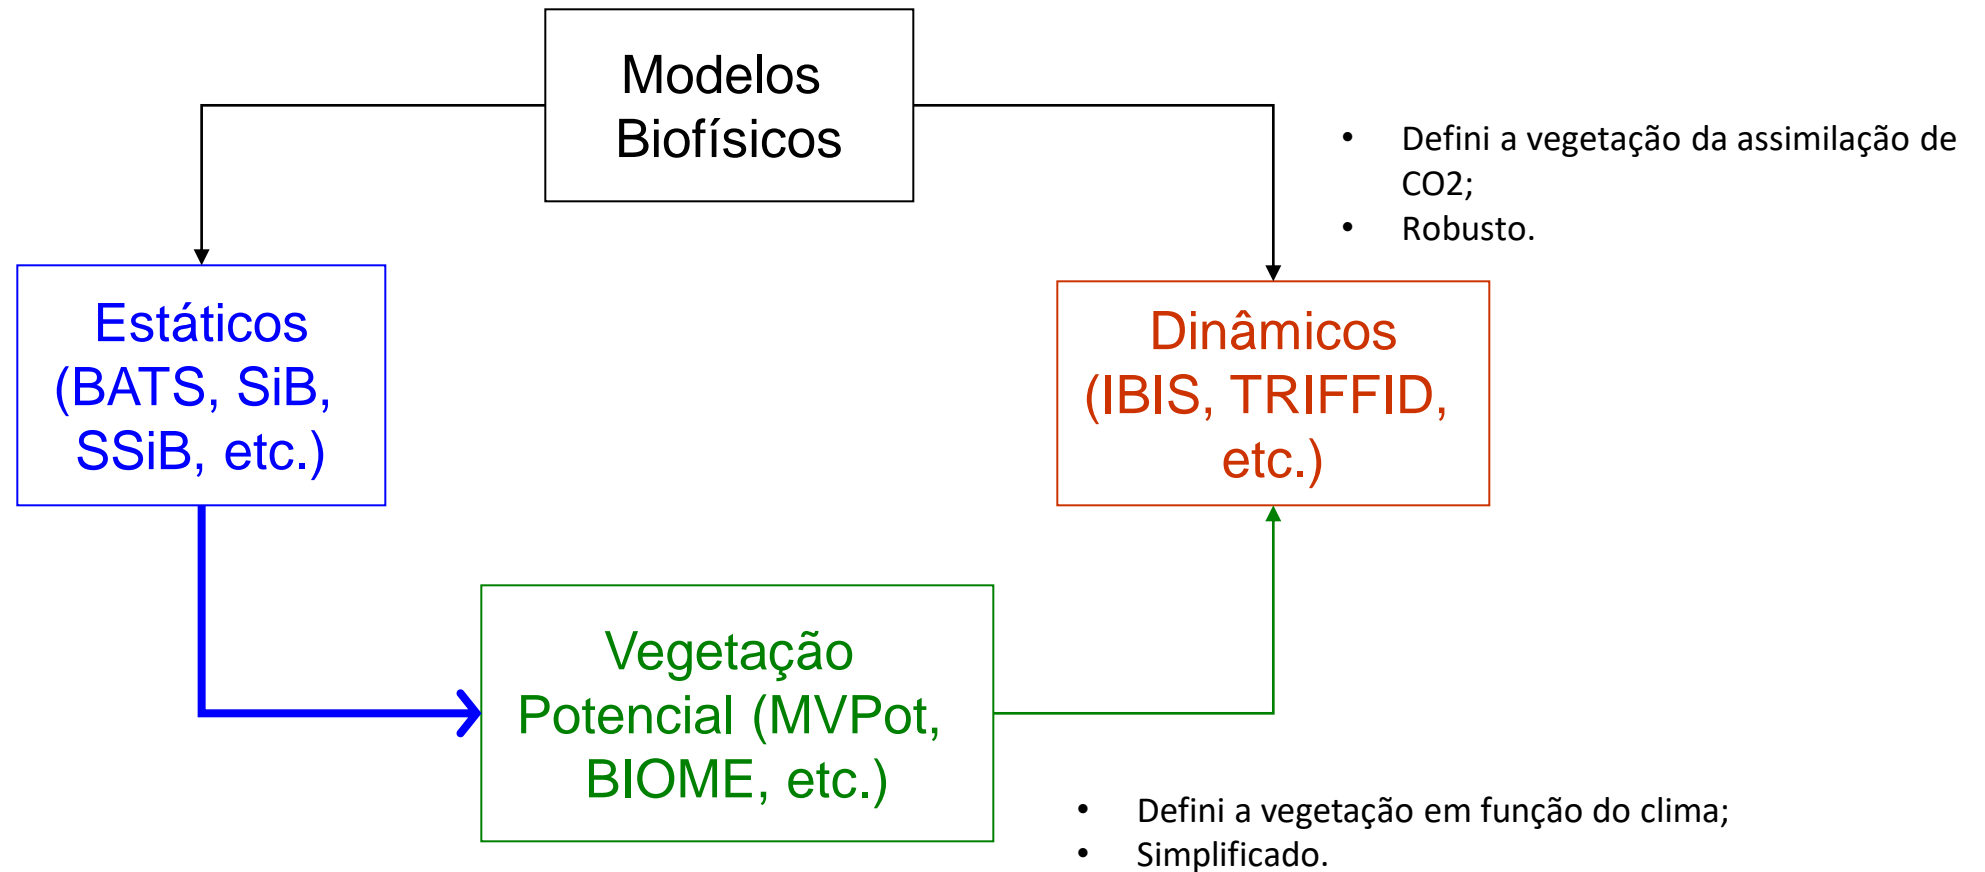 Modelos
Biofísicos
• Defini a vegetação da assimilação de
CO2;
• Robusto.
Estáticos
(BATS, SiB,
SSiB, etc.)
Dinâmicos
(IBIS, TRIFFID,
etc.)
Vegetação
Potencial (MVPot,
BIOME, etc.)
• Defini a vegetação em função do clima;
• Simplificado.